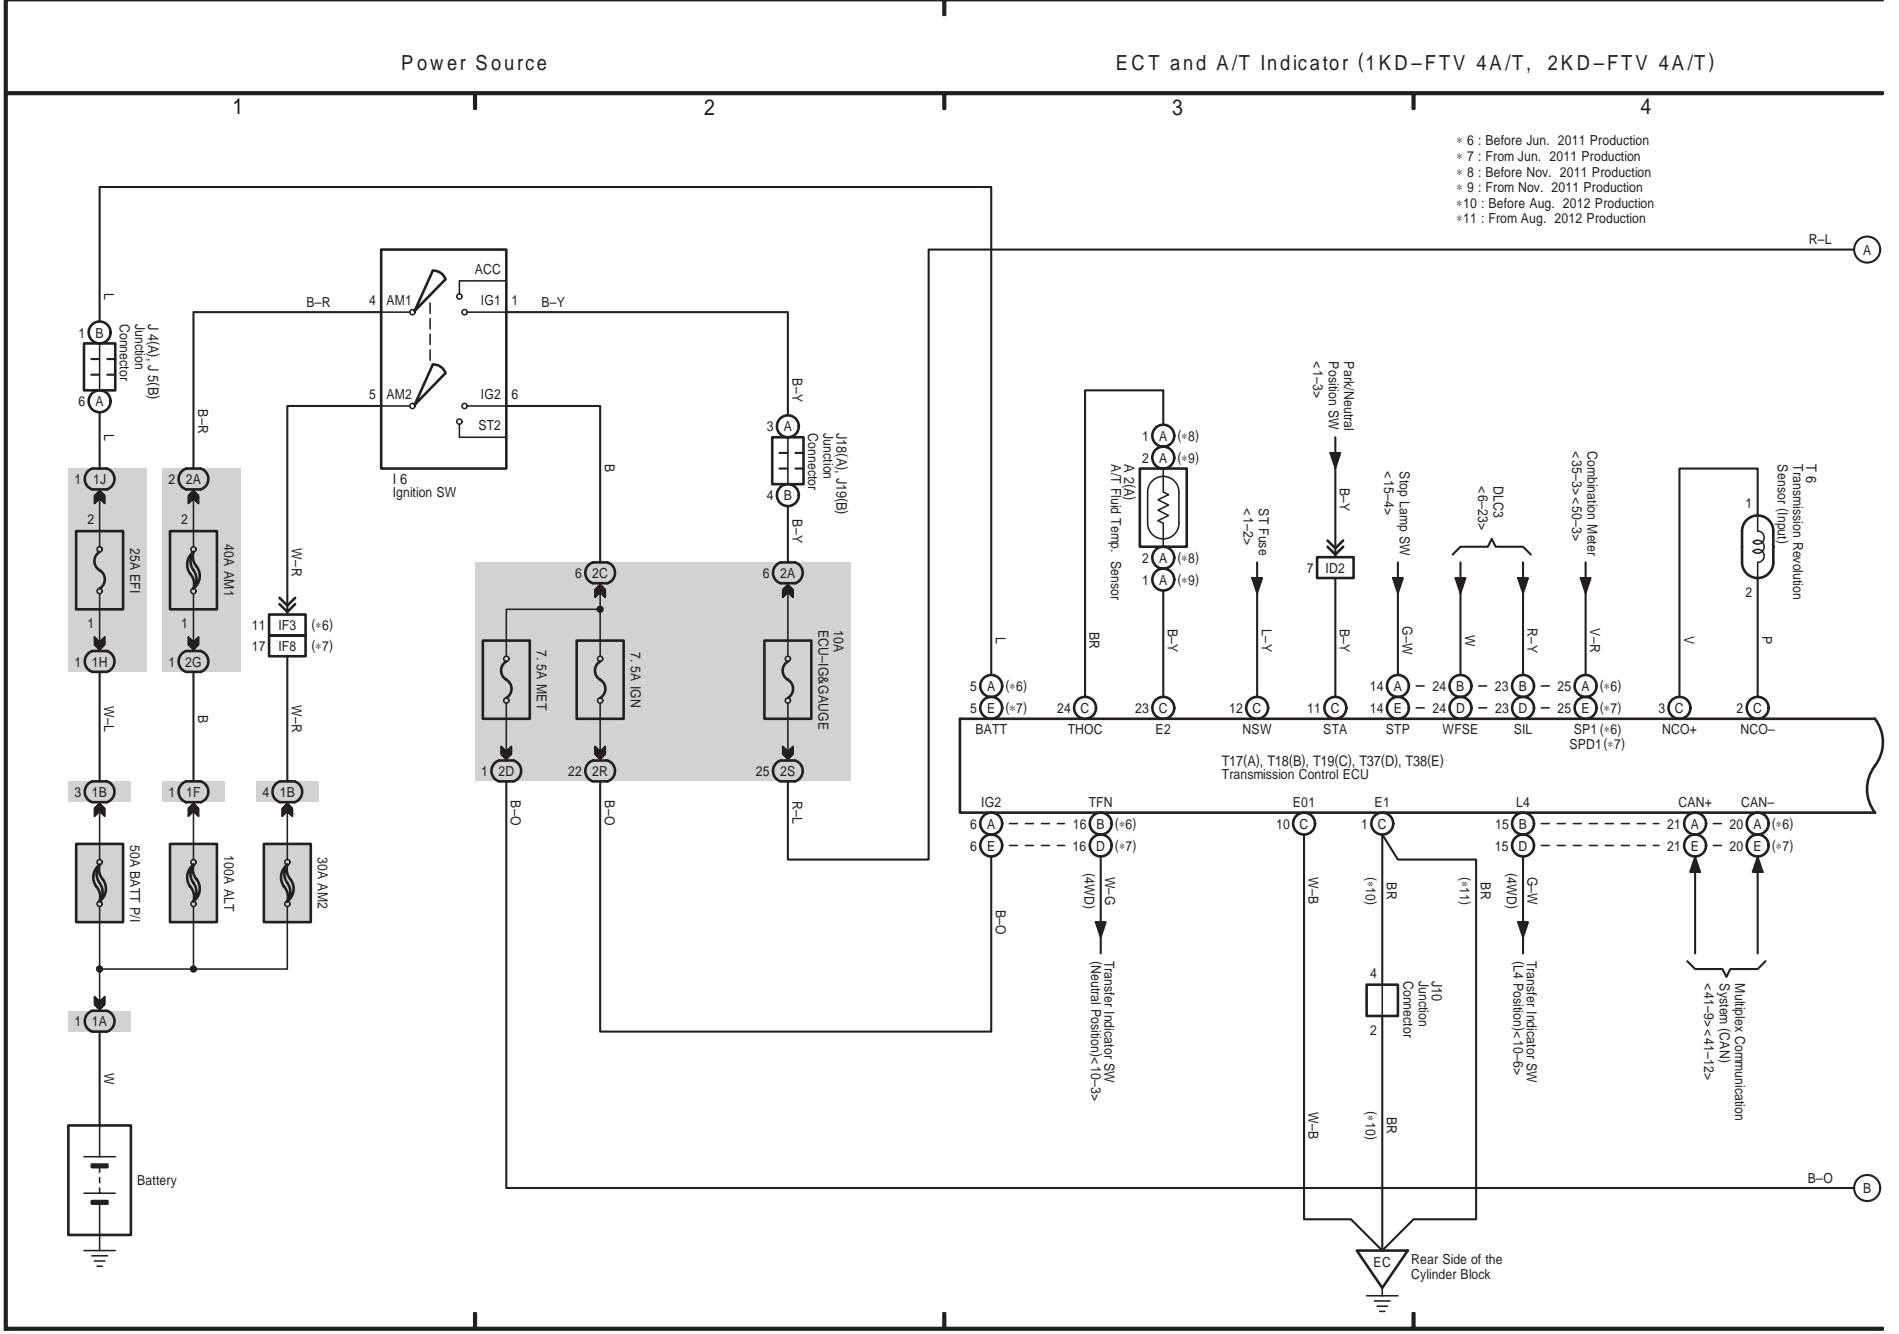 Power Source
ECT and A/T Indicator (1KD–FTV 4A/T, 2KD–FTV 4A/T)
1
2
3
4
∗ 6 : Before Jun. 2011 Production
∗ 7 : From Jun. 2011 Production
∗ 8 : Before Nov. 2011 Production
∗ 9 : From Nov. 2011 Production
∗10 : Before Aug. 2012 Production
∗11 : From Aug. 2012 Production
R–L
A
L
1 B
J 4(A), J 5(B)
Junction
Connector
6 A
L
1 1J
2
25A EFI
1
1 1H
W–L
3 1B
50A BATT P/I
1 1A
W
Battery
B–R
B–R
2 2A
2
40A AM1
1
1 2G
B
1 1F
100A ALT
W–R
11 IF3 (∗6)
17 IF8 (∗7)
W–R
4 1B
30A AM2
4 AM1
5 AM2
ACC
IG1 1
IG2 6
ST2
I 6
Ignition SW
B–Y
B–Y
3 A
J18(A), J19(B)
Junction
Connector
4 B
B–Y
B
6 2C
6 2A
7. 5A MET
7. 5A IGN
10A
ECU–IG&GAUGE
1 2D
22 2R
25 2S
B–O
B–O
R–L
L
5 A (∗6)
5 E (∗7)
BATT
BR
24 C
THOC
1 A (∗8)
2 A (∗9)
A 2(A)
A/T Fluid Temp. Sensor
2 A (∗8)
1 A (∗9)
B–Y
23 C
E2
ST Fuse
<1–2>
L–Y
12 C
NSW
Park/Neutral
Position SW
<1–3>
B–Y
7 ID2
B–Y
11 C
STA
Stop Lamp SW
<15–4>
G–W
14 A
14 E
STP
DLC3
<6–23>
W
24 B
24 D
WFSE
R–Y
23 B
23 D
SIL
Combination Meter
<35–3><50–3>
V–R
25 A (∗6)
25 E (∗7)
SP1 (∗6)
SPD1 (∗7)
T 6
Transmission Revolution
Sensor (Input)
1
2
V
P
3 C
2 C
NCO+
NCO–
T17(A), T18(B), T19(C), T37(D), T38(E)
Transmission Control ECU
IG2
6 A
6 E
B–O
TFN
16 B (∗6)
16 D (∗7)
W–G
(4WD)
Transfer Indicator SW
(Neutral Position)<10–3>
E01
10 C
W–B
W–B
E1
1 C
BR
(∗10)
BR
(∗11)
4
J10
Junction
Connector
2
BR
(∗10)
L4
15 B
15 D
G–W
(4WD)
Transfer Indicator SW
(L4 Position)<10–6>
CAN+
CAN–
21 A
20 A (∗6)
21 E
20 E (∗7)
Multiplex Communication
System (CAN)
<41–9><41–12>
B–O
B
EC
Rear Side of the
Cylinder Block